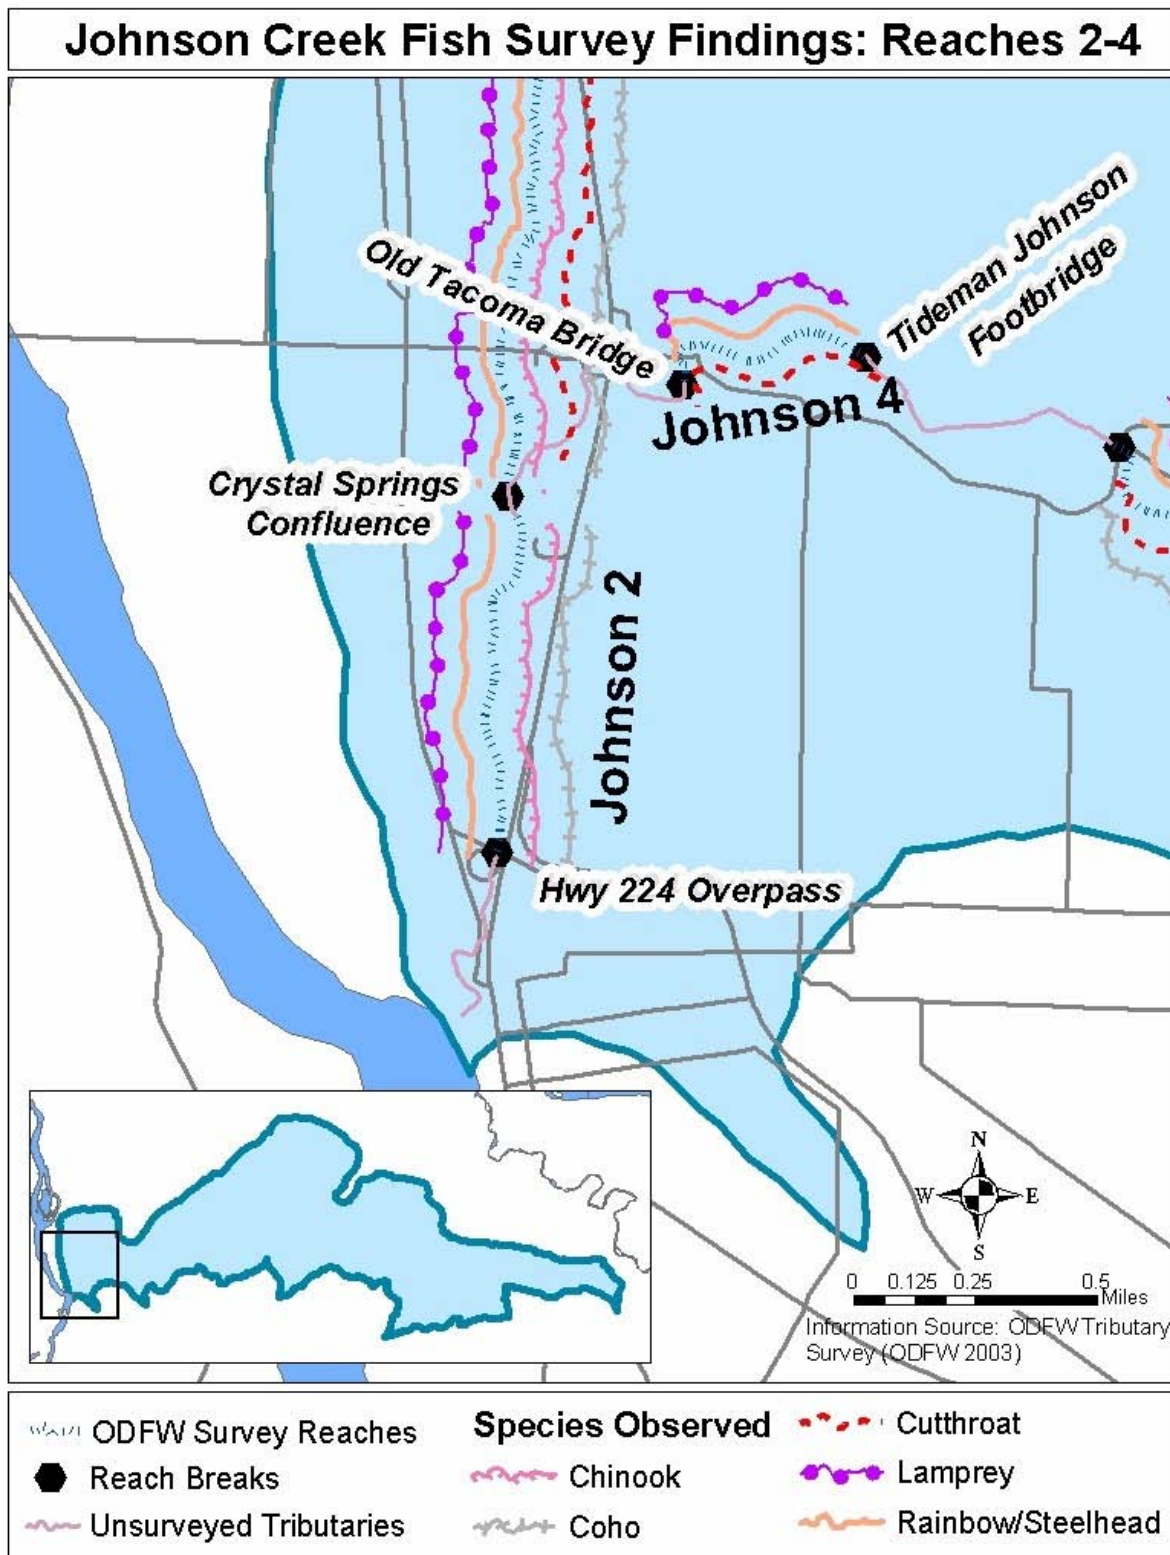 Johnson Creek Fish Survey Findings: Reaches 2-4
Old Tacoma Bridge
Tideman Johnson
Footbridge
Johnson 4
Crystal Springs
Confluence
Johnson 2
Hwy 224 Overpass
N
W E
S
0 0.125 0.25 0.5
Miles
Information Source: ODFW Tributary
Survey (ODFW 2003)
ODFW Survey Reaches
Reach Breaks
Unsurveyed Tributaries
Species Observed
Chinook
Coho
Cutthroat
Lamprey
Rainbow/Steelhead